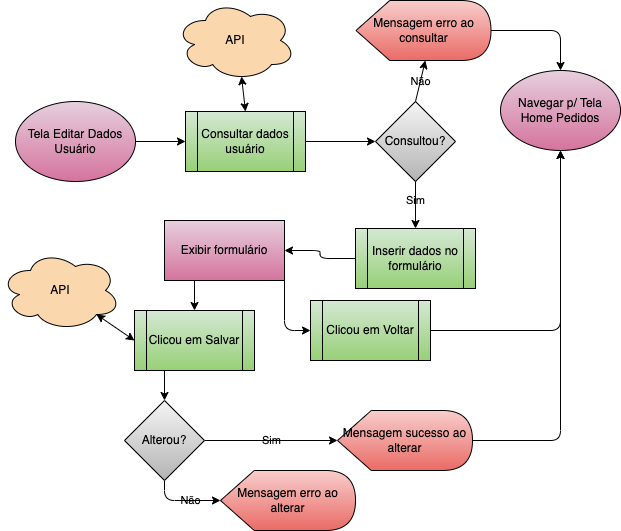 Mensagem erro ao
consultar
API
Não
Navegar p/ Tela
Home Pedidos
Tela Editar Dados
Usuário
Consultar dados
usuário
Consultou?
Sim
Exibir formulário
Inserir dados no
formulário
API
Clicou em Salvar
Clicou em Voltar
Alterou?
Sim
Mensagem sucesso ao
alterar
Não
Mensagem erro ao
alterar